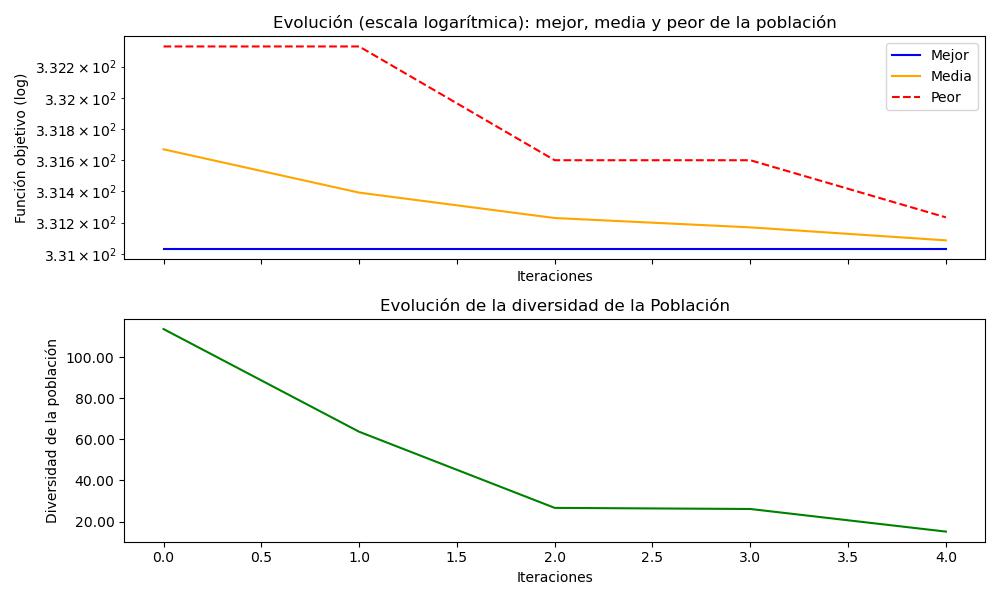 Evolución (escala logarítmica): mejor, media y peor de la población
Función objetivo (log)
3.322 × 10²
3.32 × 10²
3.318 × 10²
3.316 × 10²
3.314 × 10²
3.312 × 10²
3.31 × 10²
Mejor
Media
Peor
Iteraciones
Evolución de la diversidad de la Población
Diversidad de la población
100.00
80.00
60.00
40.00
20.00
0.0 0.5 1.0 1.5 2.0 2.5 3.0 3.5 4.0
Iteraciones